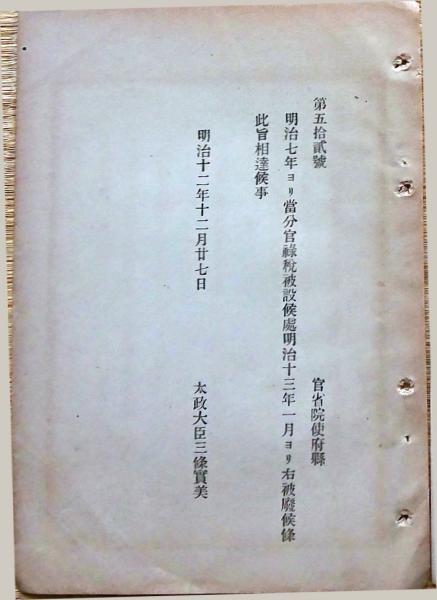 第五拾貳號
官省院使府縣
明治七年ヨリ當分官祿稅被設候處明治十三年一月ヨリ右被廢候條
此旨相達候事
明治十二年十二月廿七日
太政大臣三條實美